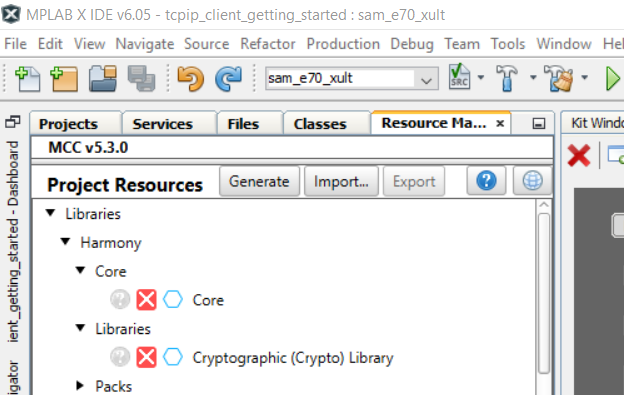 MPLAB X IDE v6.05 - tcpip_client_getting_started : sam_e70_xult
File Edit View Navigate Source Refactor Production Debug Team Tools Window Hel
sam_e70_xult SRC
Projects Services Files Classes Resource Ma... × Kit Windo
MCC v5.3.0
Project Resources Generate Import... Export ?
Libraries
Harmony
Core
? Core
Libraries
? Cryptographic (Crypto) Library
Packs
ient_getting_started - Dashboard
igator